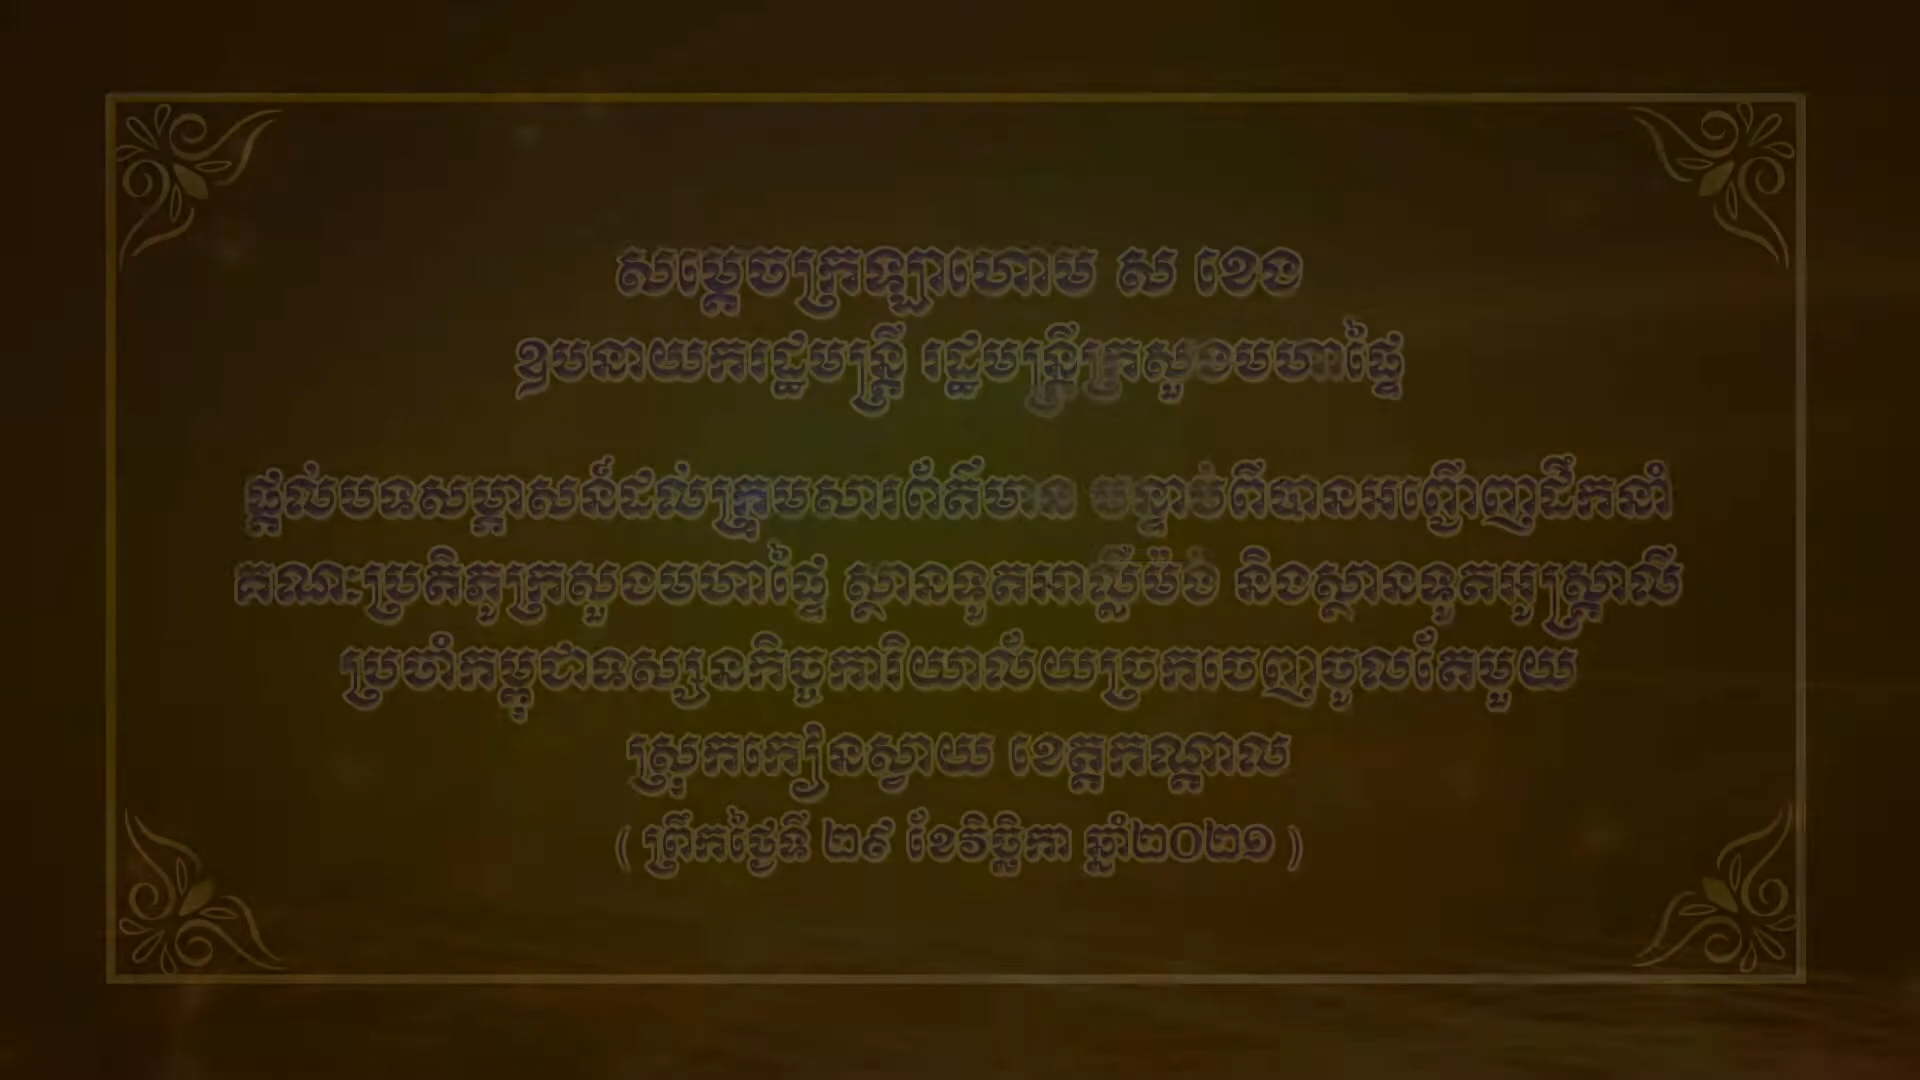 សម្ដេចក្រឡាហោម ស ខេង
ឧបនាយករដ្ឋមន្ត្រី រដ្ឋមន្ត្រីក្រសួងមហាផ្ទៃ
ផ្ដល់បទសម្ភាសន៍ដល់ក្រុមសារព័ត៌មាន បន្ទាប់ពីបានអញ្ជើញដឹកនាំ
គណៈប្រតិភូក្រសួងមហាផ្ទៃ ស្ថានទូតអាល្លឺម៉ង់ និងស្ថានទូតអូស្ត្រាលី
ប្រចាំកម្ពុជាទស្សនកិច្ចការិយាល័យច្រកចេញចូលតែមួយ
ស្រុកកៀនស្វាយ ខេត្តកណ្ដាល
( ព្រឹកថ្ងៃទី ២៩ ខែវិច្ឆិកា ឆ្នាំ២០២១ )